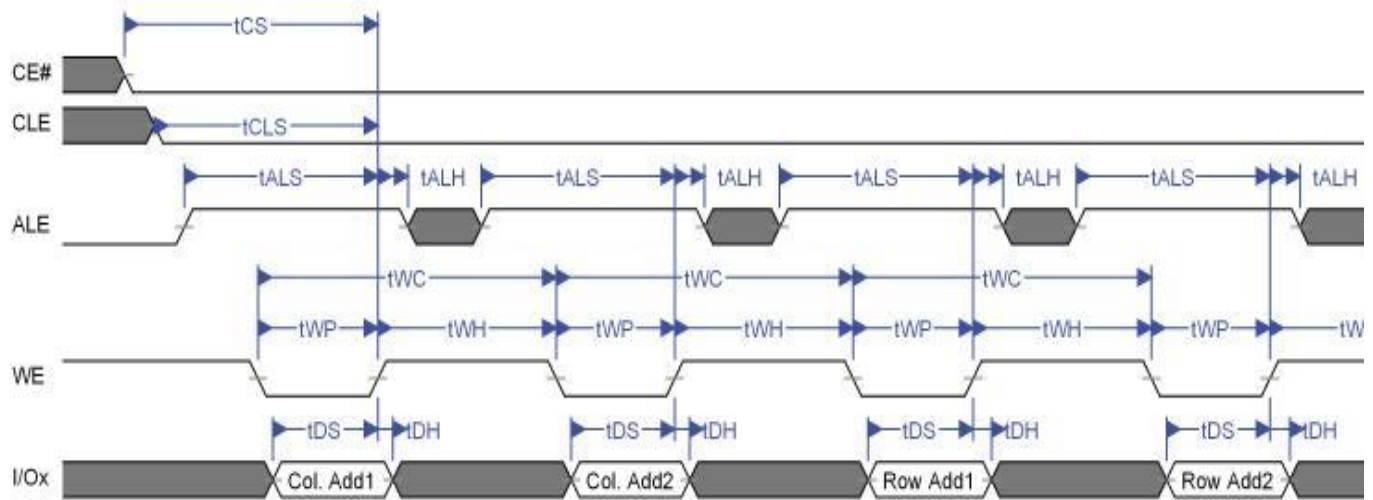 tCS
CE#
CLE tCLS
tALS tALH tALS tALH tALS tALH tALS tALH
ALE
tWC tWC tWC
tWP tWH tWP tWH tWP tWH tWP tW
WE
tDS tDH tDS tDH tDS tDH tDS tDH
I/Ox Col. Add1 Col. Add2 Row Add1 Row Add2